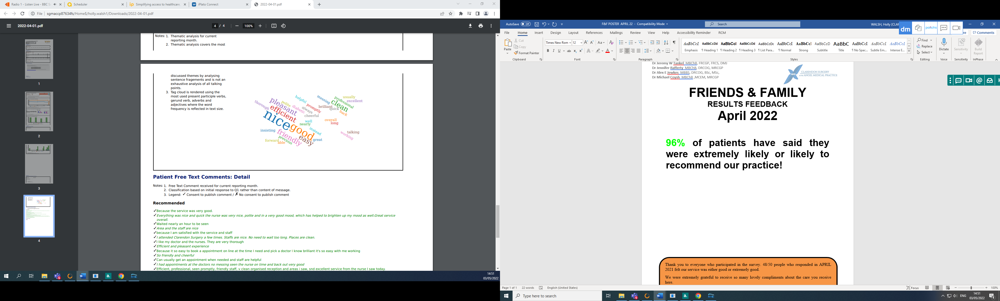 Radio 1 - Listen Live - BBC S
Scheduler
Simplifying access to healthcare
iPlato Connect
2022-04-01.pdf
File | sgmaccp87634fs/Home$/holly.walsh1/Downloads/2022-04-01.pdf
2022-04-01.pdf
4 / 4
100%
1
2
3
4
Notes: 1. Thematic analysis for current
reporting month.
2. Thematic analysis covers the most
discussed themes by analysing
sentence fragements and is not an
exhaustive analysis of all talking
points.
3. Tag cloud is rendered using the
most used present participle verbs,
gerund verb, adverbs and
adjectives where the word
frequency is reflected in text size.
helpful
messing
professional
usually
excellent
thorough
pleasant
polite
diabetic
promptly
brilliant
clean
quick
back
efficient
always
cheerful
nice
well
overall
long
nearly
good
instead
insisting
friendly
easy
great
talking
working
forward
previous
able
Patient Free Text Comments: Detail
Notes: 1. Free Text Comment received for current reporting month.
2. Classification based on initial response to Q1 rather than content of message.
3. Legend: ✓ Consent to publish comment / ✗ No consent to publish comment
Recommended
✓Because the service was very good.
✓Everything was nice and quick the nurse was very nice, polite and in a very good mood, which has helped to brighten up my mood as well.Great service
overall.
✓Waited nearly an hour to be seen
✓Area and the staff are nice
✓because I am satisfied with the service and staff
✓I attended Clarendon Surgery a few times. Staffs are nice. No need to wait too long. Places are clean.
✓I like my doctor and the nurses. They are very thorough
✓Efficient and pleasant experience
✓Because it so easy to book a appointment on line at the time I need and pick a doctor I know brilliant it's so easy with me working
✓So friendly and cheerful
✓Can usually get an appointment when needed and staff are helpful
✓I had appointments at the doctors no messing seen the nurse on time and back out very good
✓Efficient, professional, seen promptly, friendly staff, v clean organised reception and areas i saw, snd excellent service from the nurse I saw today.
14:51
03/05/2022
AutoSave Off
F&F POSTER APRIL 22 - Compatibility Mode
Search
WALSH, Holly (CLAR
dm
patchs
File Home Insert Design Layout References Mailings Review View Help Accessibility Reminder RCM
Comments
Paste
Cut
Copy
Format Painter
Clipboard
Times New Rom
12
Font
Paragraph
Emphasis
Heading 1
Heading 2
Heading 3
List Para...
Normal
Strong
Subtitle
Title
No Spac...
Subtle Em...
Intense E...
Styles
Find
Replace
Select
Editing
Dictate
Voice
Sensitivity
Sensitivity
Build
Report
InPhase
Dr Jeremy W Tankel MBChB, FRCGP, FRCS, DMJ
Dr Jennifer Rafferty MBChB, DRCOG, MRCGP
Dr Alex E Jewkes MBBS, DRCOG, BSc, MSc,
Dr Michael Coysh MBChB ,MCEM, MRCGP
NHS
CLARENDON SURGERY
ANGEL MEDICAL PRACTICE
FRIENDS & FAMILY
RESULTS FEEDBACK
April 2022
96% of patients have said they
were extremely likely or likely to
recommend our practice!
Thank you to everyone who participated in the survey. 48/50 people who responded in APRIL
2021 felt our service was either good or extremely good.
We were extremely grateful to receive so many lovely compliments about the care you receive
here.
Page 1 of 1
22 words
English (United States)
Focus
100%
Type here to search
ENG
14:51
03/05/2022